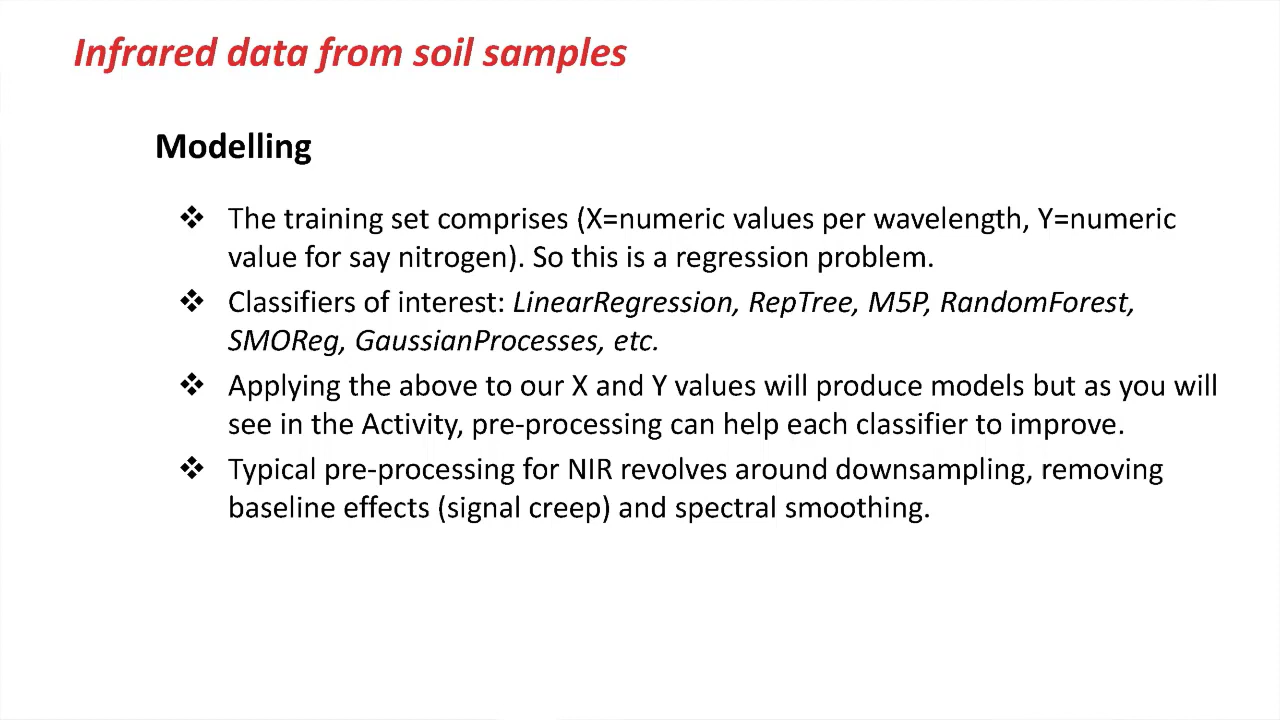 Infrared data from soil samples
Modelling
❖ The training set comprises (X=numeric values per wavelength, Y=numeric
value for say nitrogen). So this is a regression problem.
❖ Classifiers of interest: LinearRegression, RepTree, M5P, RandomForest,
SMOReg, GaussianProcesses, etc.
❖ Applying the above to our X and Y values will produce models but as you will
see in the Activity, pre-processing can help each classifier to improve.
❖ Typical pre-processing for NIR revolves around downsampling, removing
baseline effects (signal creep) and spectral smoothing.